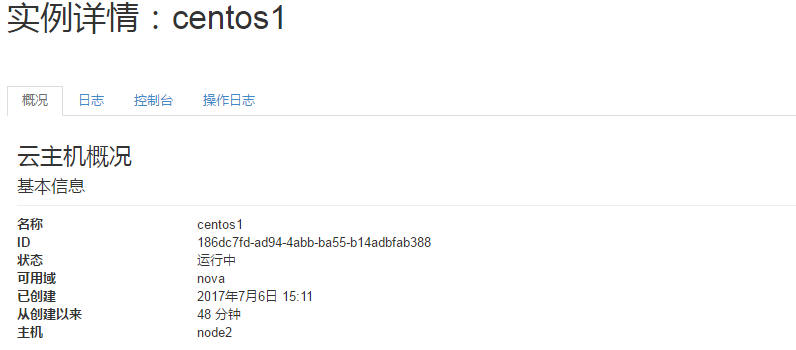 实例详情：centos1
概况 日志 控制台 操作日志
云主机概况
基本信息
名称 centos1
ID 186dc7fd-ad94-4abb-ba55-b14adbfab388
状态 运行中
可用域 nova
已创建 2017年7月6日 15:11
从创建以来 48 分钟
主机 node2